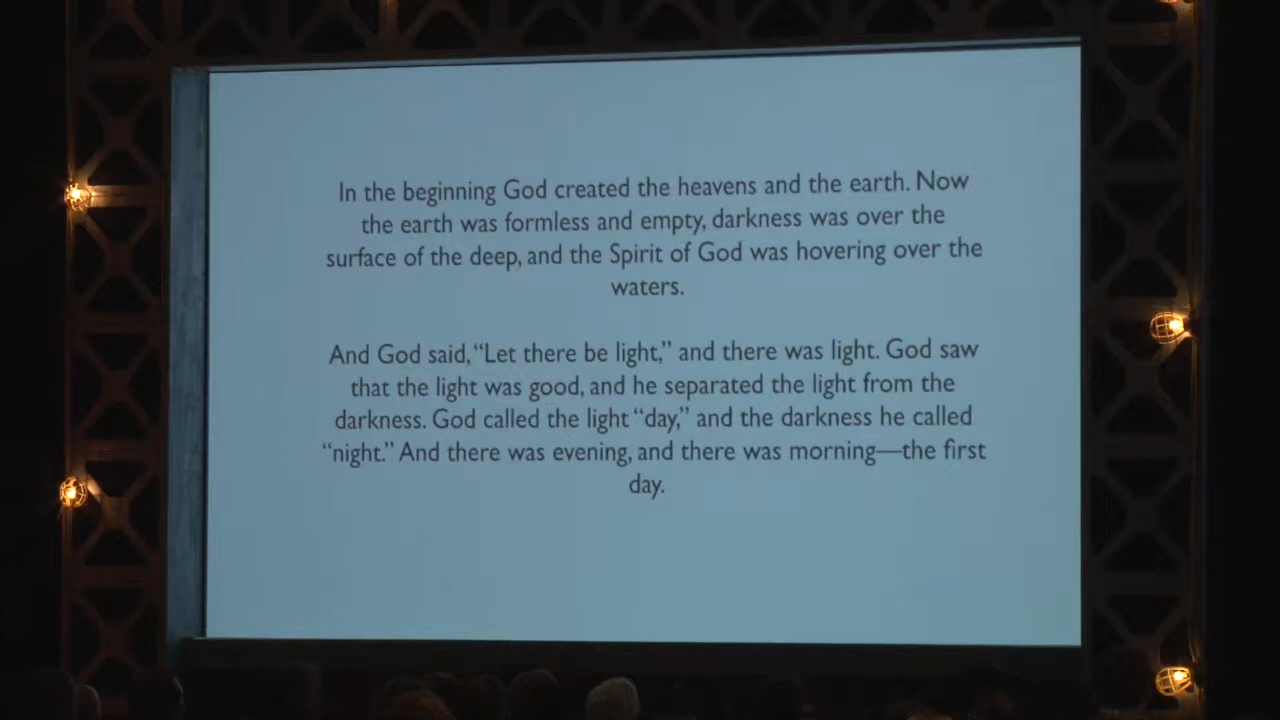 In the beginning God created the heavens and the earth. Now
the earth was formless and empty, darkness was over the
surface of the deep, and the Spirit of God was hovering over the
waters.
And God said, “Let there be light,” and there was light. God saw
that the light was good, and he separated the light from the
darkness. God called the light “day,” and the darkness he called
“night.” And there was evening, and there was morning—the first
day.